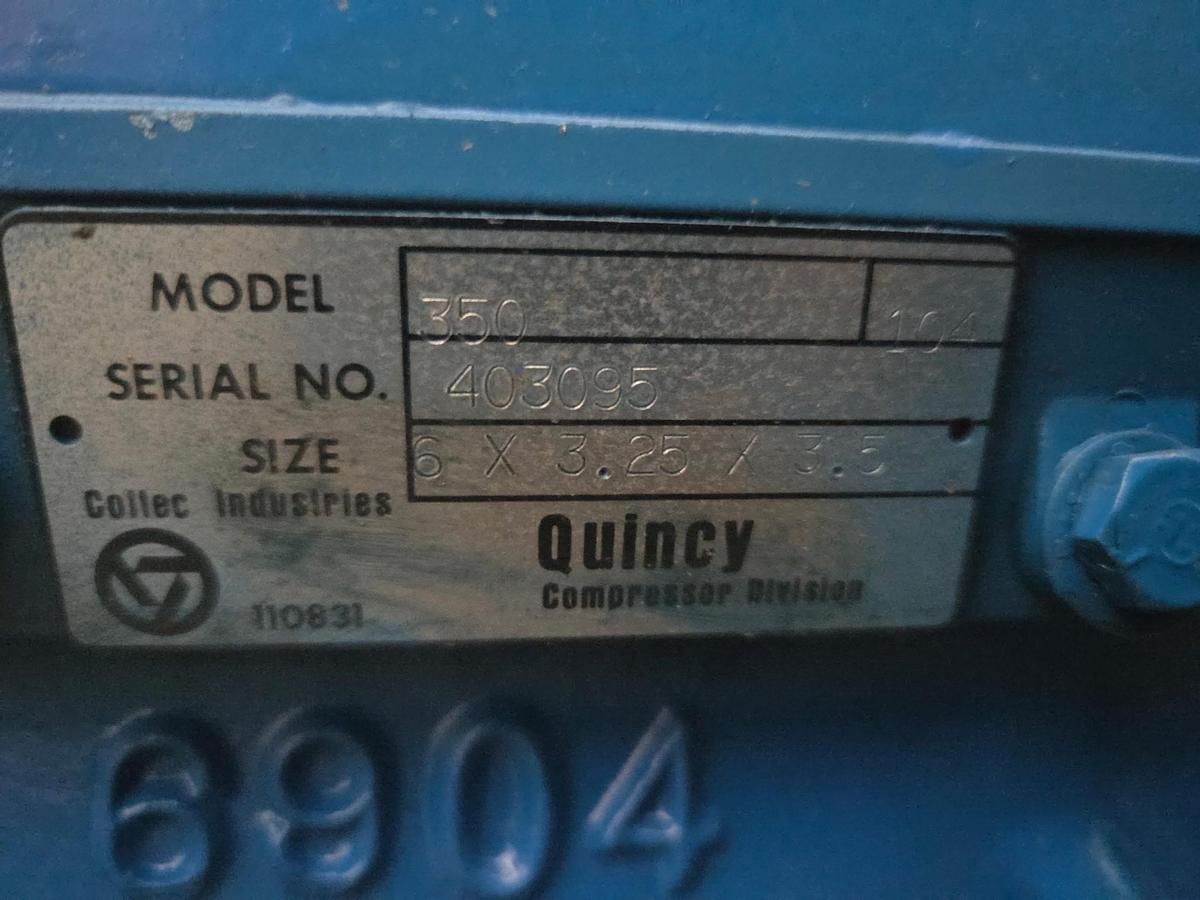 MODEL 350 104
SERIAL NO. 403095
SIZE 6 X 3.25 X 3.5
Coltec Industries
Quincy
Compressor Division
110831
6904